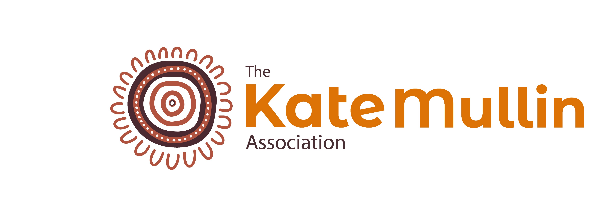 The
Kate Mullin
Association